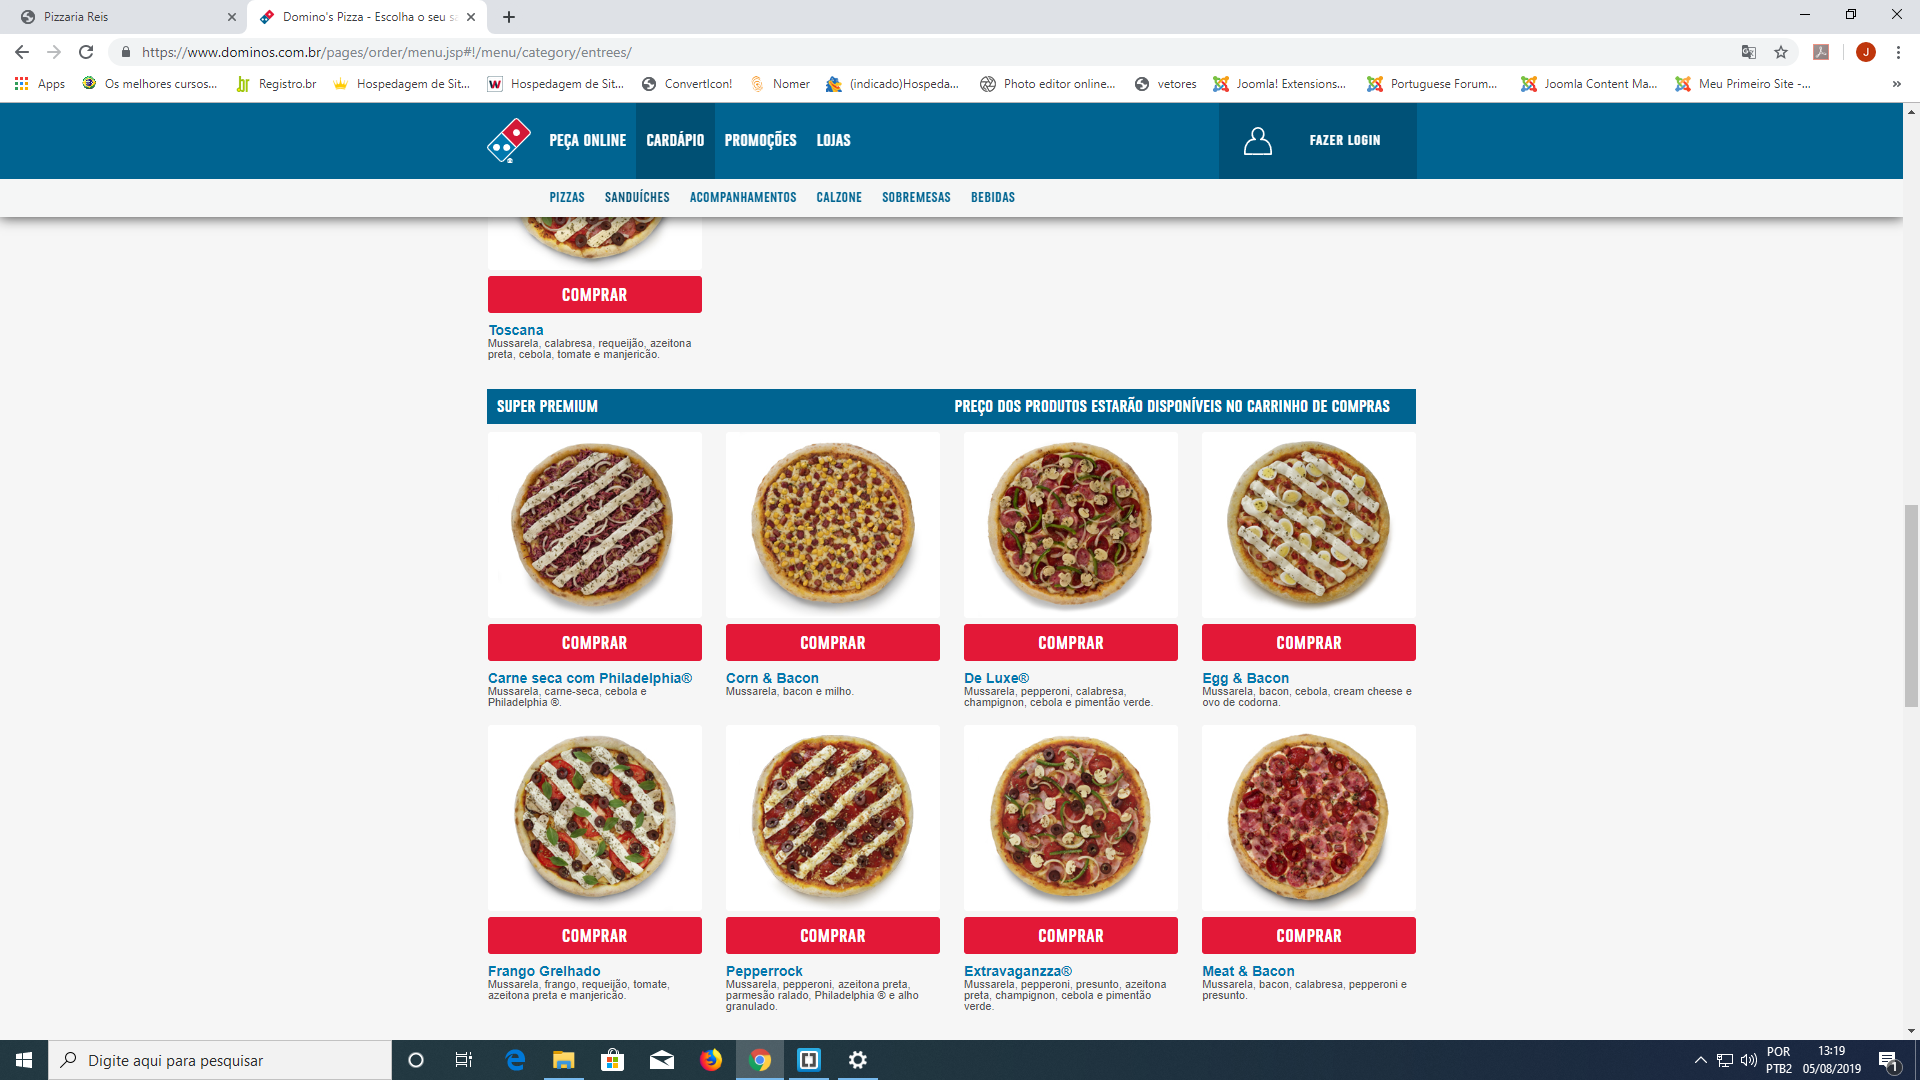 Pizzaria Reis
Domino's Pizza - Escolha o seu sa
https://www.dominos.com.br/pages/order/menu.jsp#!/menu/category/entrees/
J
Apps
Os melhores cursos...
Registro.br
Hospedagem de Sit...
Hospedagem de Sit...
ConvertIcon!
Nomer
(indicado)Hospeda...
Photo editor online...
vetores
Joomla! Extensions...
Portuguese Forum...
Joomla Content Ma...
Meu Primeiro Site -...
PEÇA ONLINE
CARDÁPIO
PROMOÇÕES
LOJAS
FAZER LOGIN
PIZZAS
SANDUÍCHES
ACOMPANHAMENTOS
CALZONE
SOBREMESAS
BEBIDAS
COMPRAR
Toscana
Mussarela, calabresa, requeijão, azeitona
preta, cebola, tomate e manjericão.
SUPER PREMIUM
PREÇO DOS PRODUTOS ESTARÃO DISPONÍVEIS NO CARRINHO DE COMPRAS
COMPRAR
COMPRAR
COMPRAR
COMPRAR
Carne seca com Philadelphia®
Mussarela, carne-seca, cebola e
Philadelphia ®.
Corn & Bacon
Mussarela, bacon e milho.
De Luxe®
Mussarela, pepperoni, calabresa,
champignon, cebola e pimentão verde.
Egg & Bacon
Mussarela, bacon, cebola, cream cheese e
ovo de codorna.
COMPRAR
COMPRAR
COMPRAR
COMPRAR
Frango Grelhado
Mussarela, frango, requeijão, tomate,
azeitona preta e manjericão.
Pepperrock
Mussarela, pepperoni, azeitona preta,
parmesão ralado, Philadelphia ® e alho
granulado.
Extravaganzza®
Mussarela, pepperoni, presunto, azeitona
preta, champignon, cebola e pimentão
verde.
Meat & Bacon
Mussarela, bacon, calabresa, pepperoni e
presunto.
Digite aqui para pesquisar
POR
PTB2
13:19
05/08/2019
1